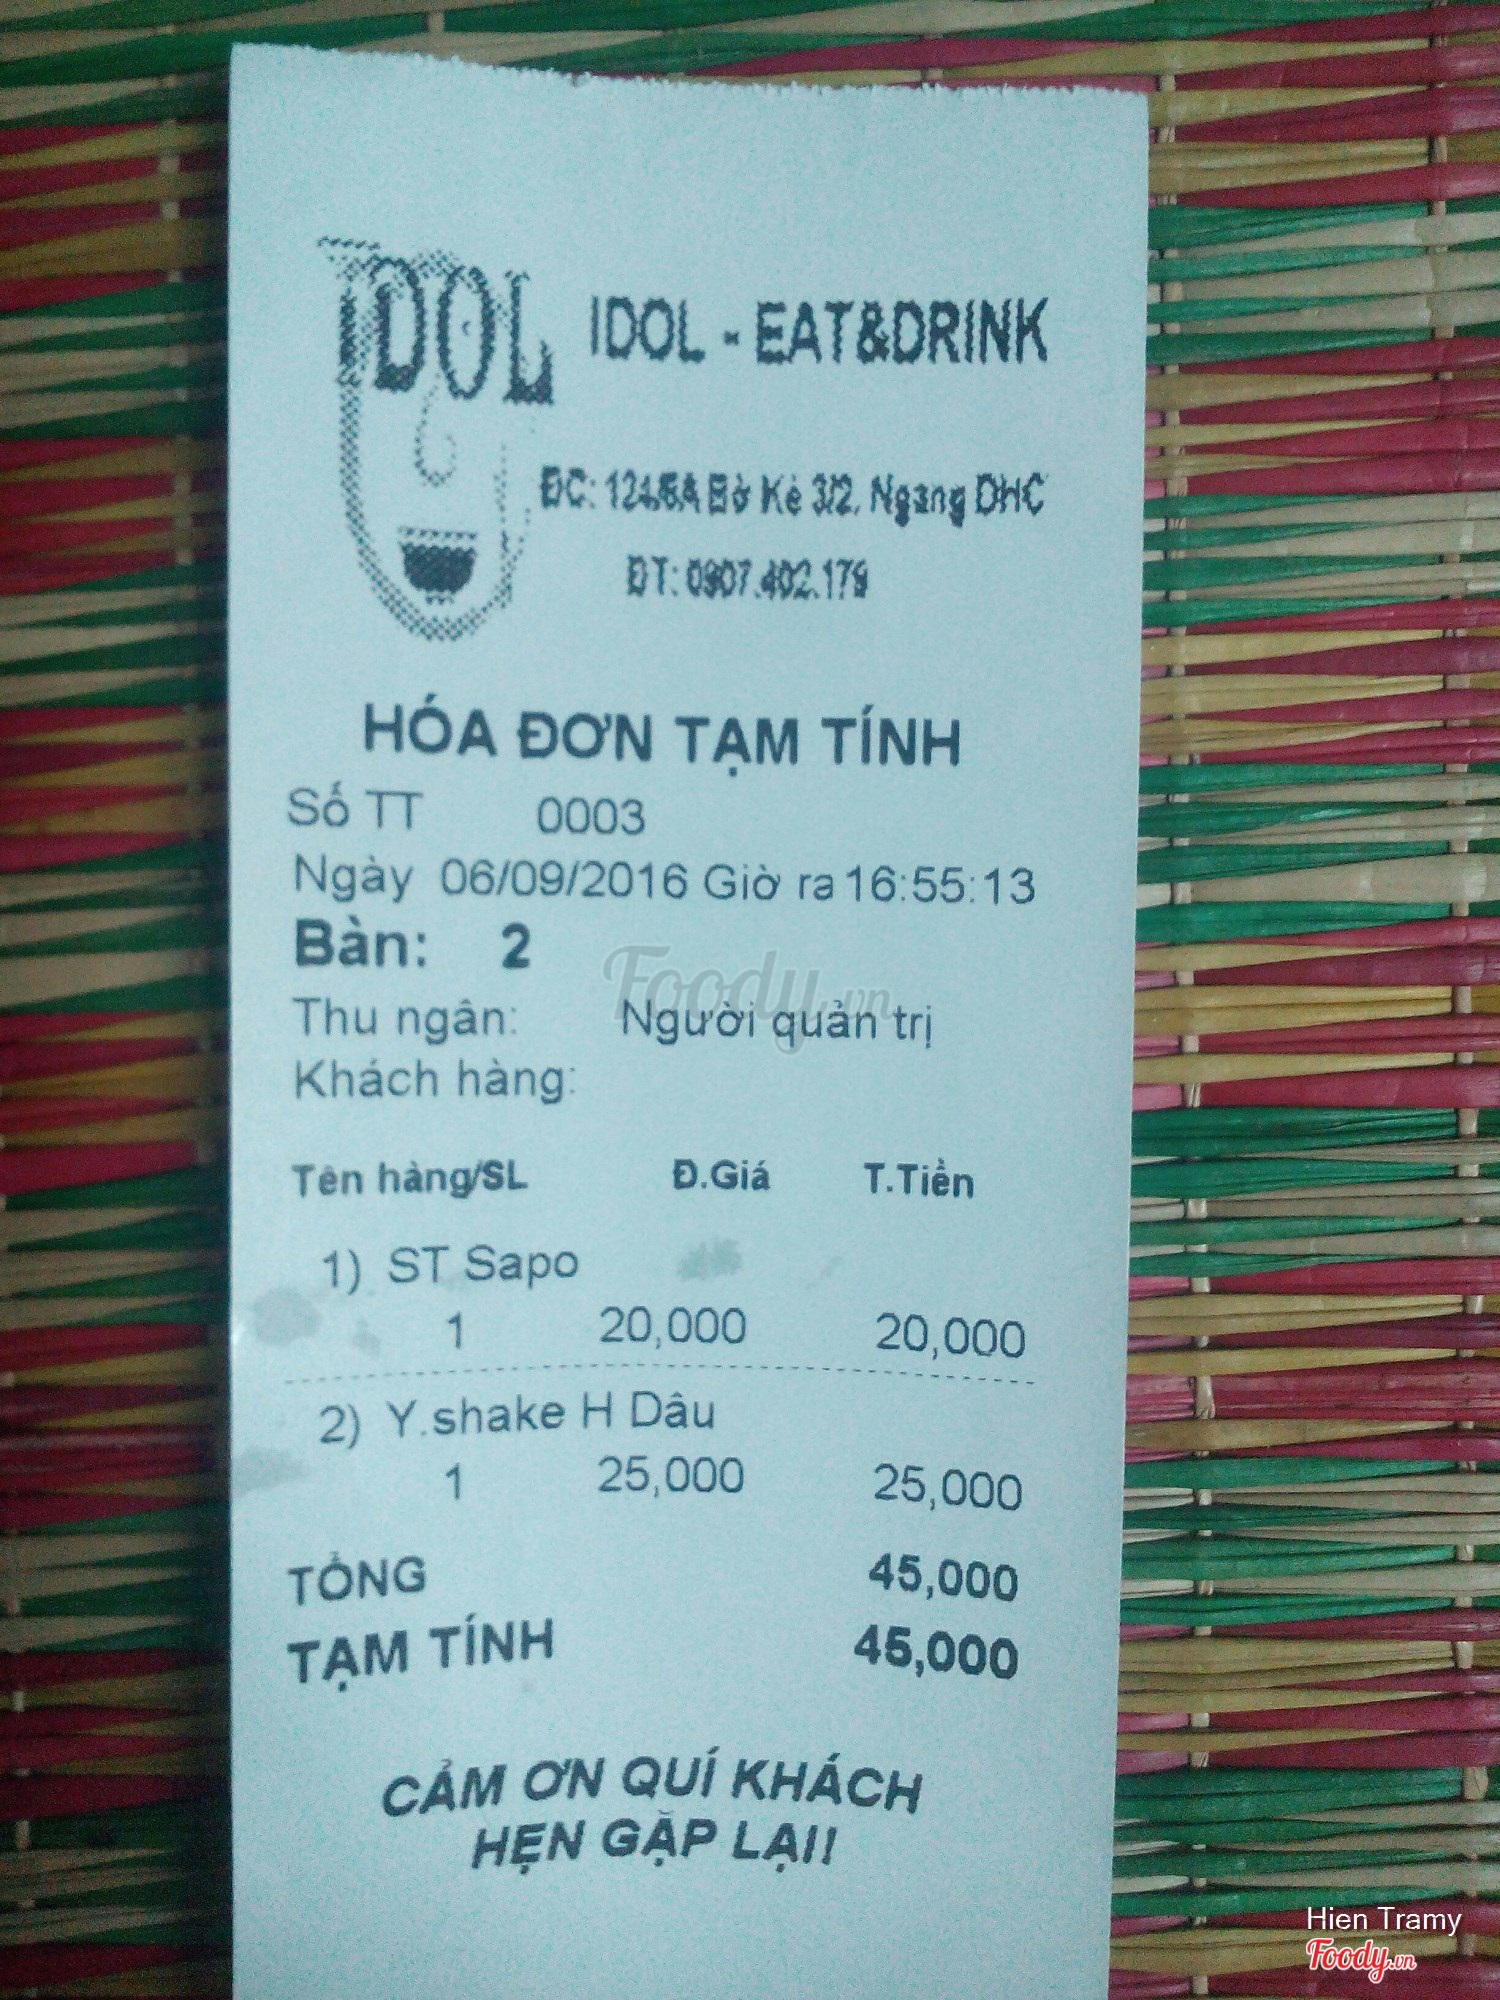 IDOL
IDOL - EAT&DRINK
ĐC: 124/6A Bờ Kè 3/2, Ngang DHC
ĐT: 0907.402.179
HÓA ĐƠN TẠM TÍNH
Số TT 0003
Ngày 06/09/2016 Giờ ra 16:55:13
Bàn: 2
Foody.vn
Thu ngân: Người quản trị
Khách hàng:
Tên hàng/SL Đ.Giá T.Tiền
1) ST Sapo
1 20,000 20,000
2) Y.shake H Dâu
1 25,000 25,000
TỔNG 45,000
TẠM TÍNH 45,000
CẢM ƠN QUÍ KHÁCH
HẸN GẶP LẠI!
Hien Tramy
Foody.vn